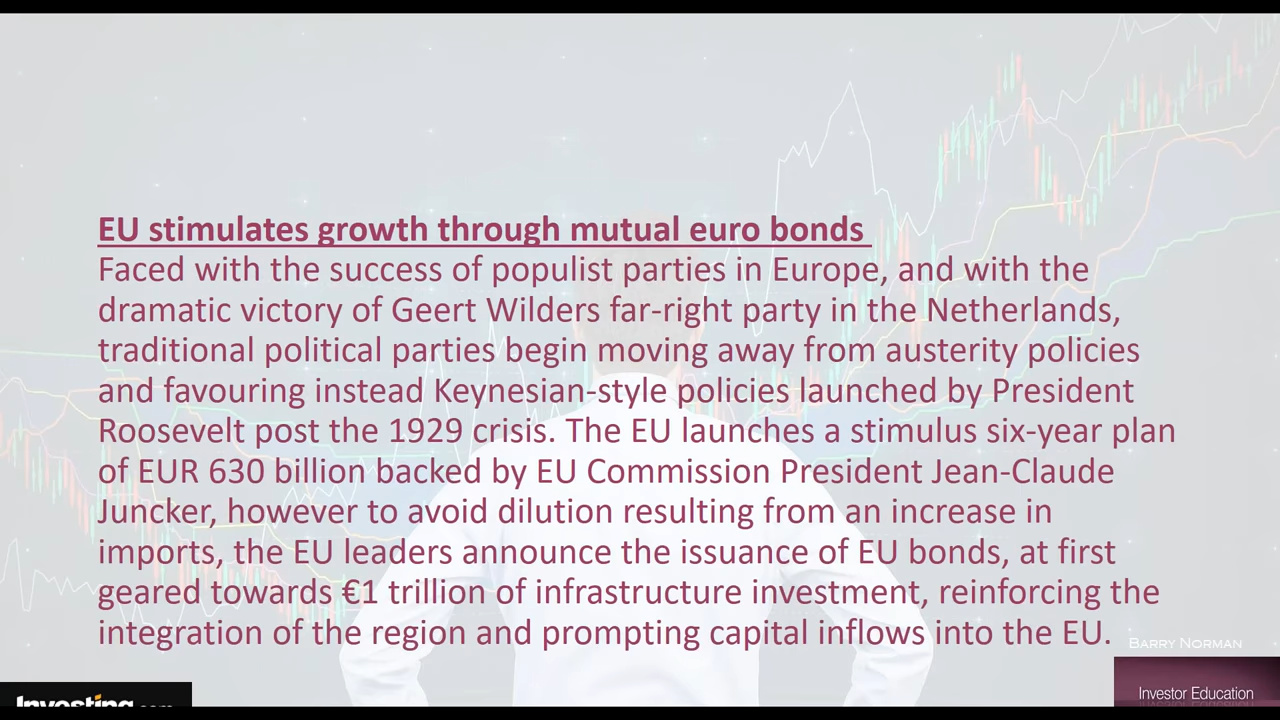 EU stimulates growth through mutual euro bonds
Faced with the success of populist parties in Europe, and with the
dramatic victory of Geert Wilders far-right party in the Netherlands,
traditional political parties begin moving away from austerity policies
and favouring instead Keynesian-style policies launched by President
Roosevelt post the 1929 crisis. The EU launches a stimulus six-year plan
of EUR 630 billion backed by EU Commission President Jean-Claude
Juncker, however to avoid dilution resulting from an increase in
imports, the EU leaders announce the issuance of EU bonds, at first
geared towards €1 trillion of infrastructure investment, reinforcing the
integration of the region and prompting capital inflows into the EU.
Barry Norman
Investor Education
Investing.com